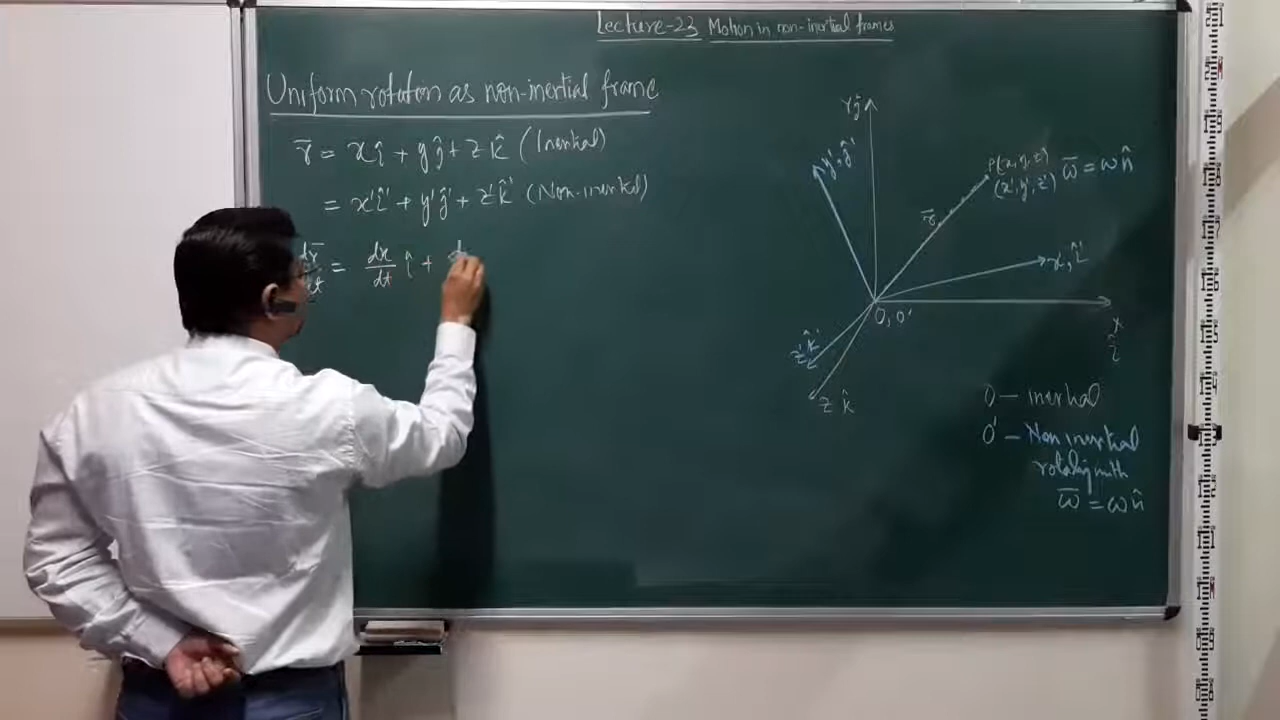 Lecture-23 Motion in non-inertial frames
Uniform rotation as non-inertial frame
r̅ = xî + yĵ + zk̂ (Inertial)
= x'î' + y'ĵ' + z'k̂' (Non-inertial)
dr̅/dt = dx/dt î +
Y ĵ
y', ĵ'
P(x, y, z)
(x', y', z') ω̅ = ωn̂
r̅
x', î'
O, O'
X
î
z' k̂'
z k̂
O – inertial
O' – Non inertial
rotating with
ω̅ = ωn̂